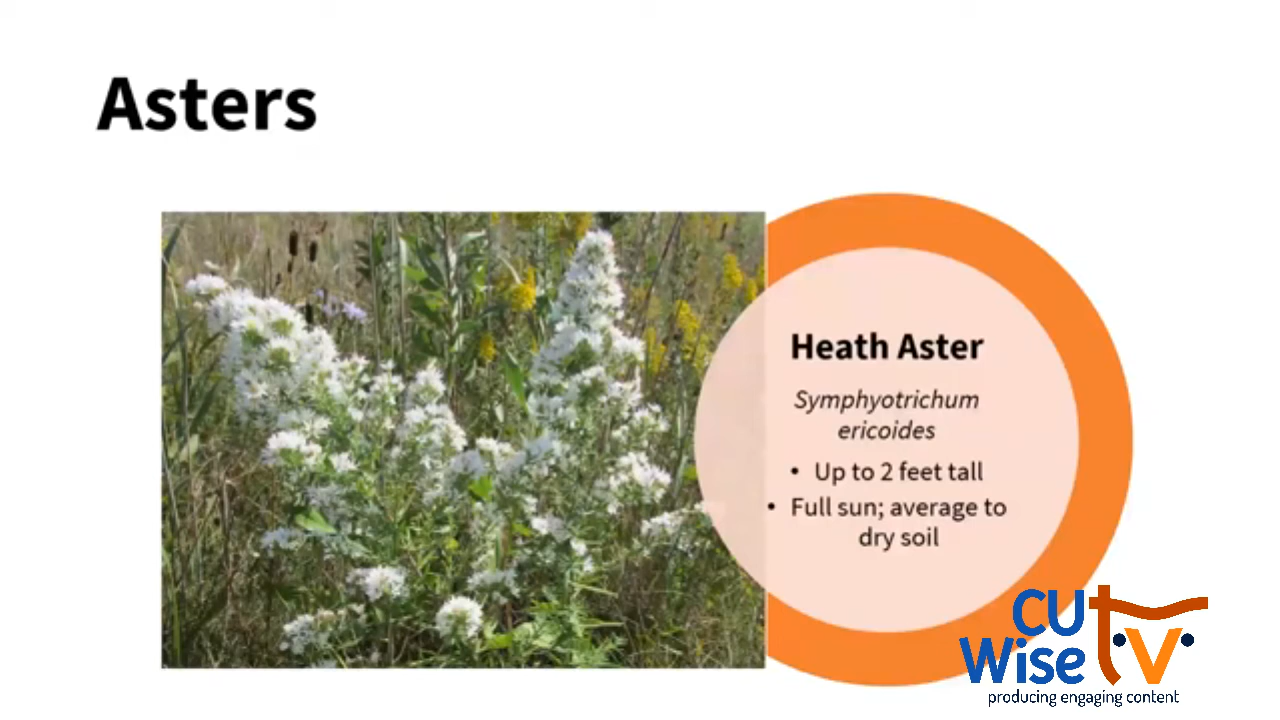 Asters
Heath Aster
Symphyotrichum
ericoides
• Up to 2 feet tall
• Full sun; average to
dry soil
CU
Wise tv
producing engaging content